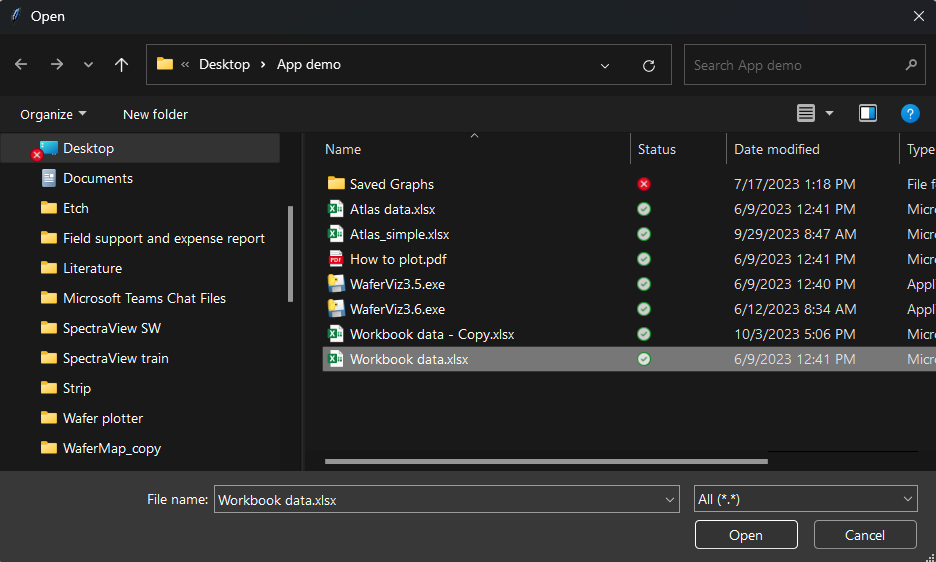 Open
« Desktop > App demo
Search App demo
Organize New folder
?
Name Status Date modified Type
Desktop
Documents
Etch
Field support and expense report
Literature
Microsoft Teams Chat Files
SpectraView SW
SpectraView train
Strip
Wafer plotter
WaferMap_copy
Saved Graphs 7/17/2023 1:18 PM File f
Atlas data.xlsx 6/9/2023 12:41 PM Micr
Atlas_simple.xlsx 9/29/2023 8:47 AM Micr
PDF How to plot.pdf 6/9/2023 12:41 PM Micr
WaferViz3.5.exe 6/9/2023 12:40 PM Appl
WaferViz3.6.exe 6/12/2023 8:34 AM Appl
Workbook data - Copy.xlsx 10/3/2023 5:06 PM Micr
Workbook data.xlsx 6/9/2023 12:41 PM Micr
File name: Workbook data.xlsx All (*.*)
Open Cancel